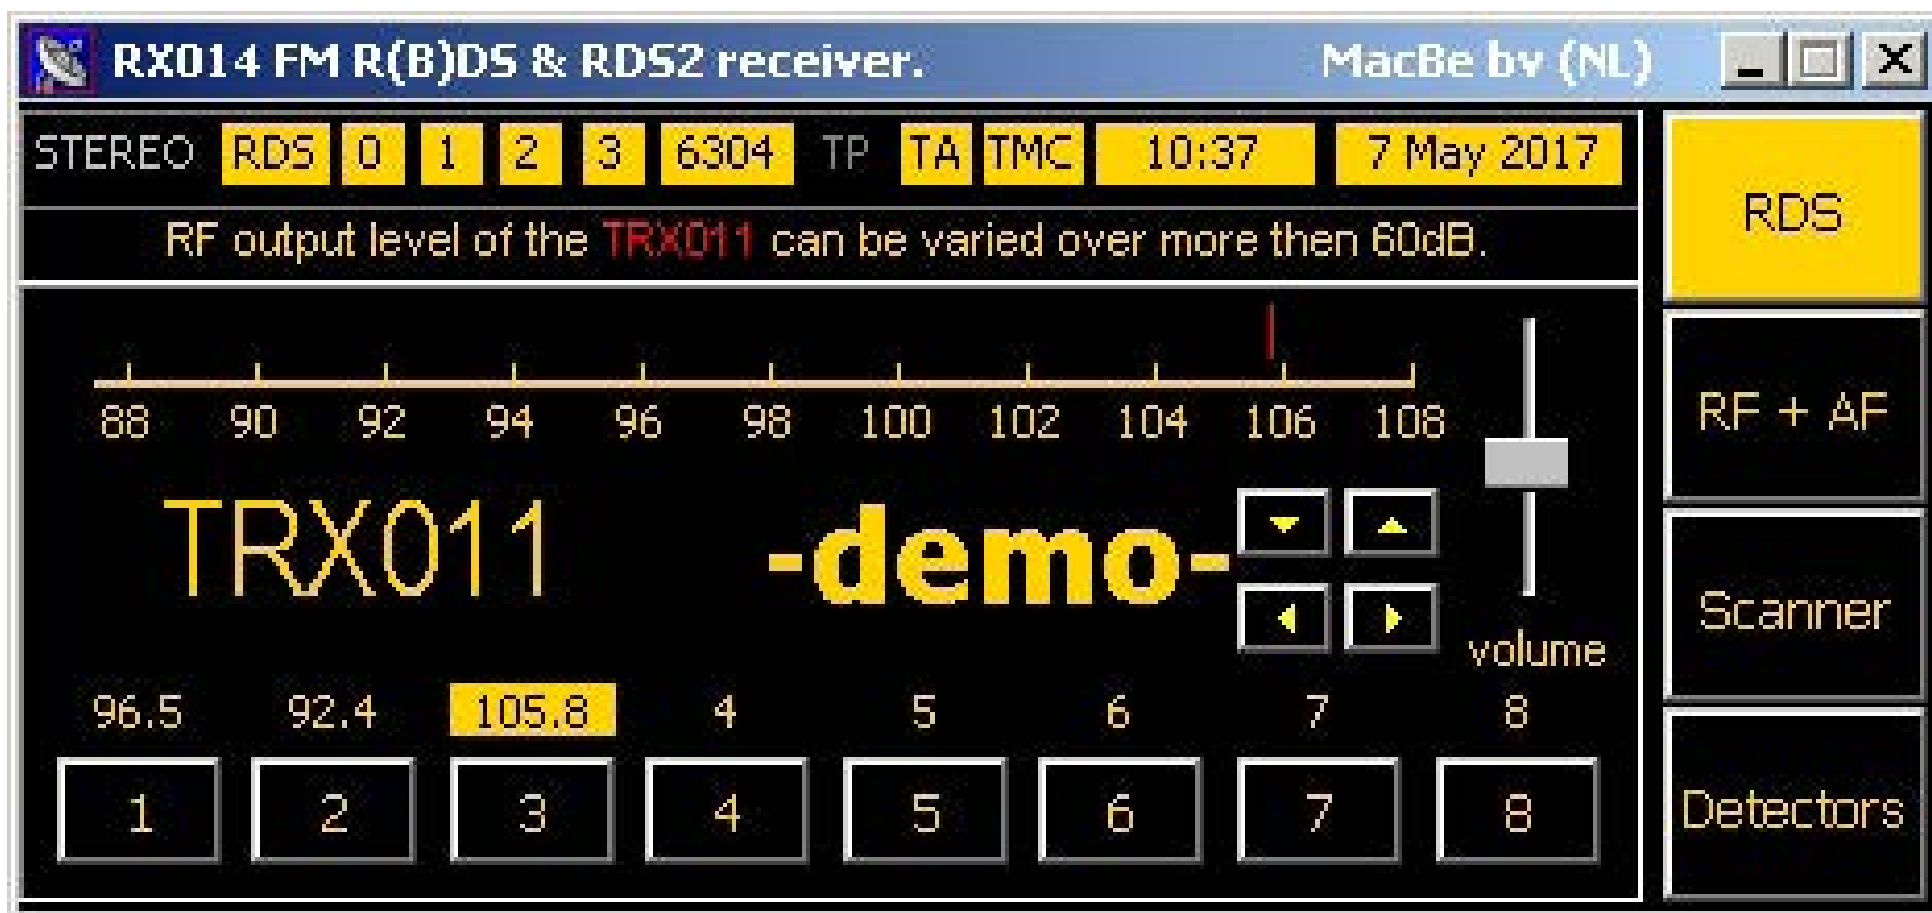 RX014 FM R(B)DS & RDS2 receiver. MacBe bv (NL)
STEREO RDS 0 1 2 3 6304 TP TA TMC 10:37 7 May 2017
RF output level of the TRX011 can be varied over more then 60dB.
88 90 92 94 96 98 100 102 104 106 108
TRX011 -demo-
volume
96.5 92.4 105.8 4 5 6 7 8
1 2 3 4 5 6 7 8
RDS
RF + AF
Scanner
Detectors